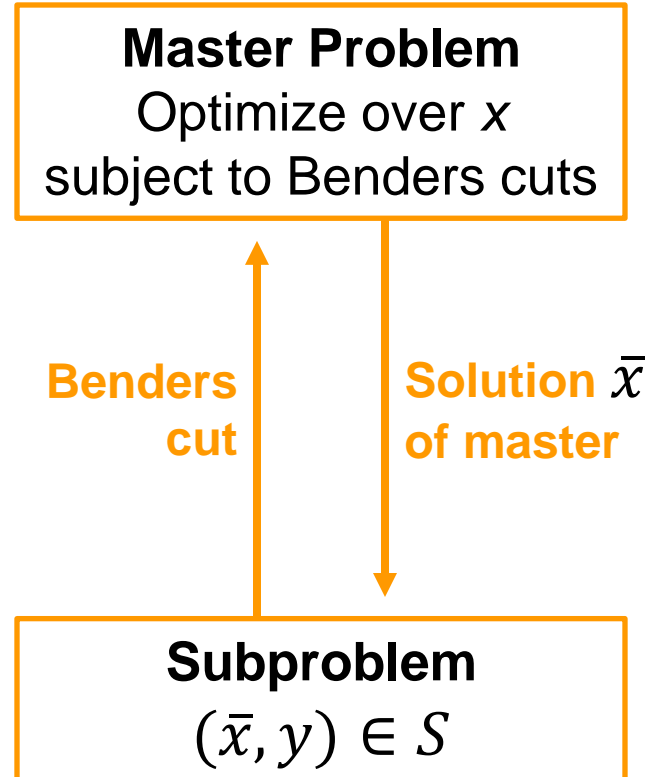 Master Problem
Optimize over x
subject to Benders cuts
Benders
cut
Solution x̄
of master
Subproblem
(x̄, y) ∈ S